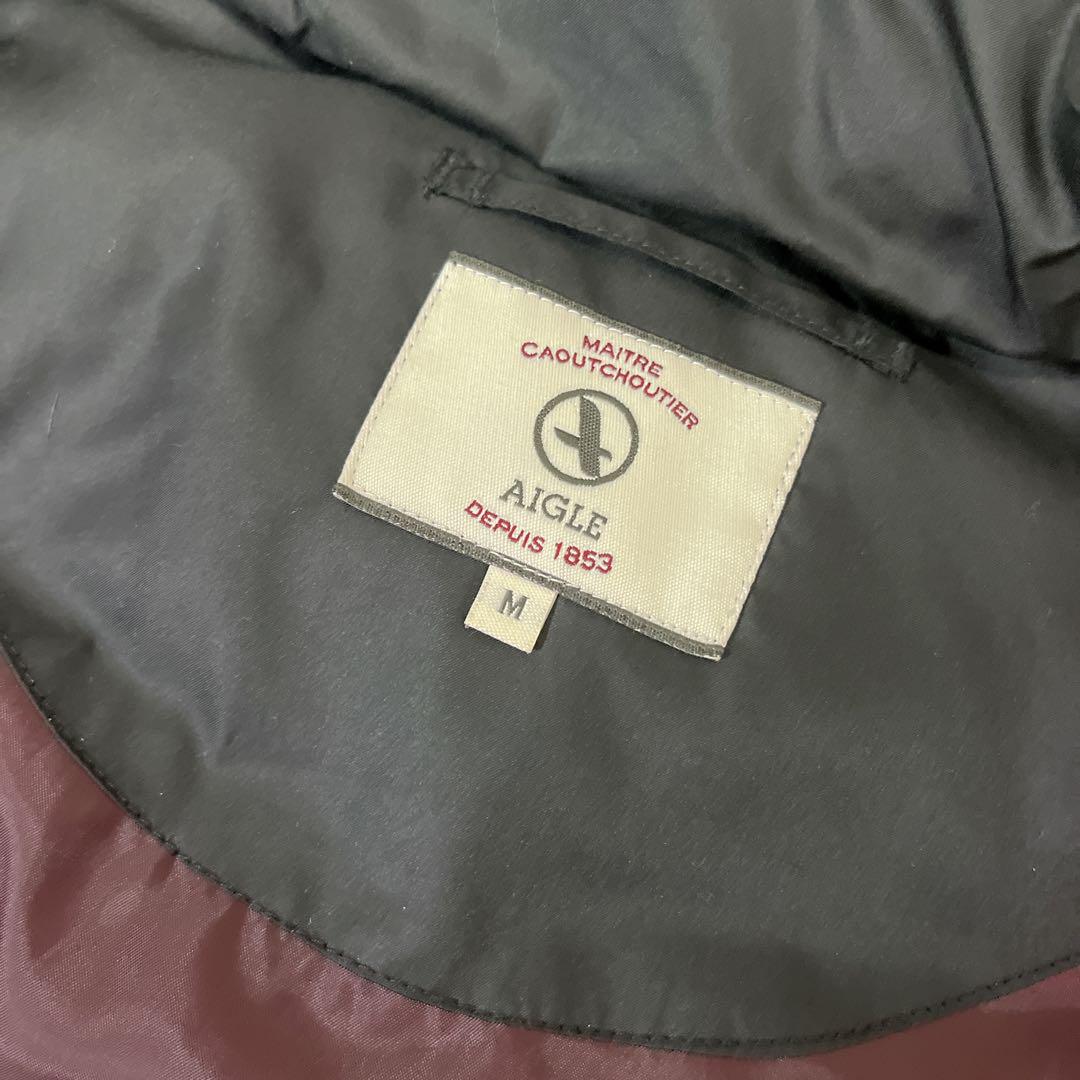 MAITRE
CAOUTCHOUTIER
AIGLE
DEPUIS 1853
M